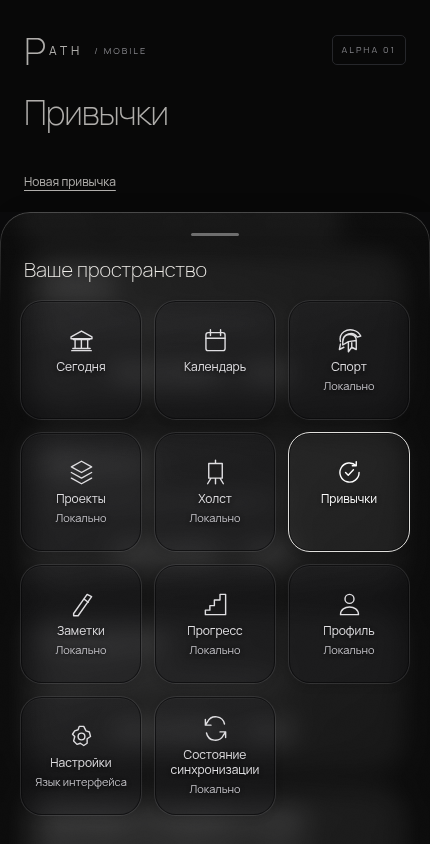 PATH / MOBILE
ALPHA 01
Привычки
Новая привычка
Ваше пространство
Сегодня
Календарь
Спорт
Локально
Проекты
Локально
Холст
Локально
Привычки
Заметки
Локально
Прогресс
Локально
Профиль
Локально
Настройки
Язык интерфейса
Состояние
синхронизации
Локально